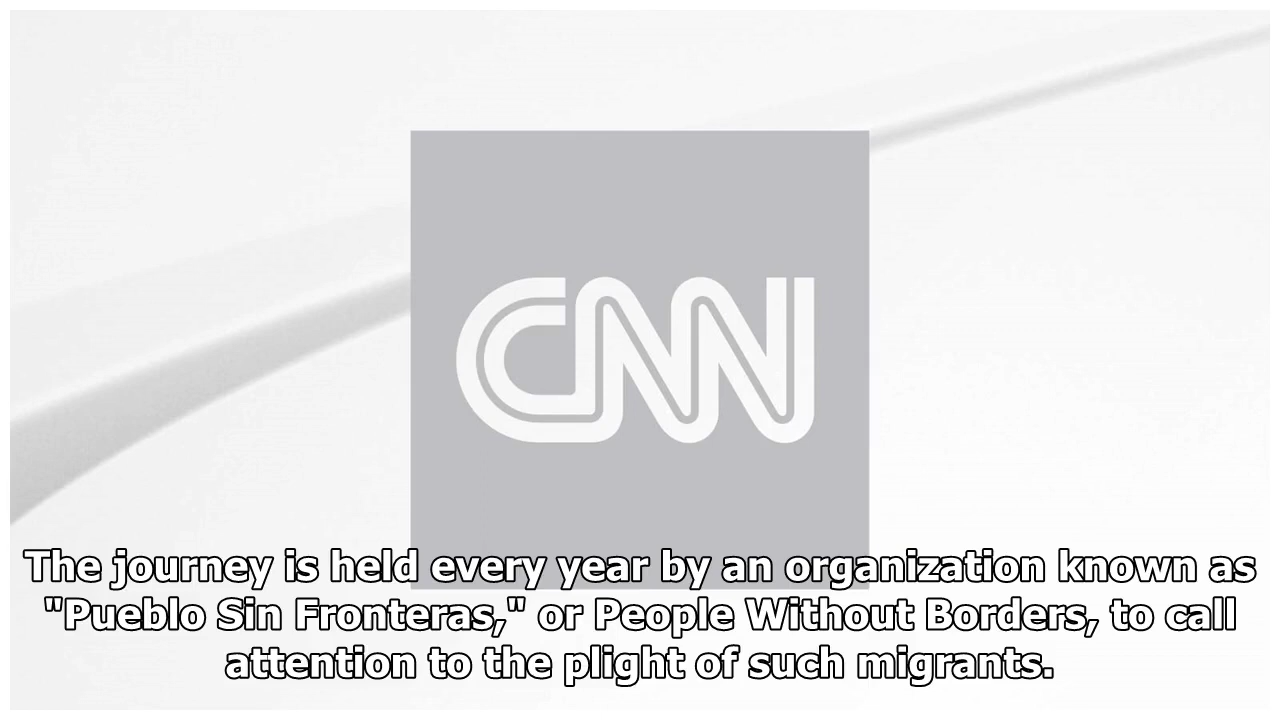 CNN
The journey is held every year by an organization known as
"Pueblo Sin Fronteras," or People Without Borders, to call
attention to the plight of such migrants.